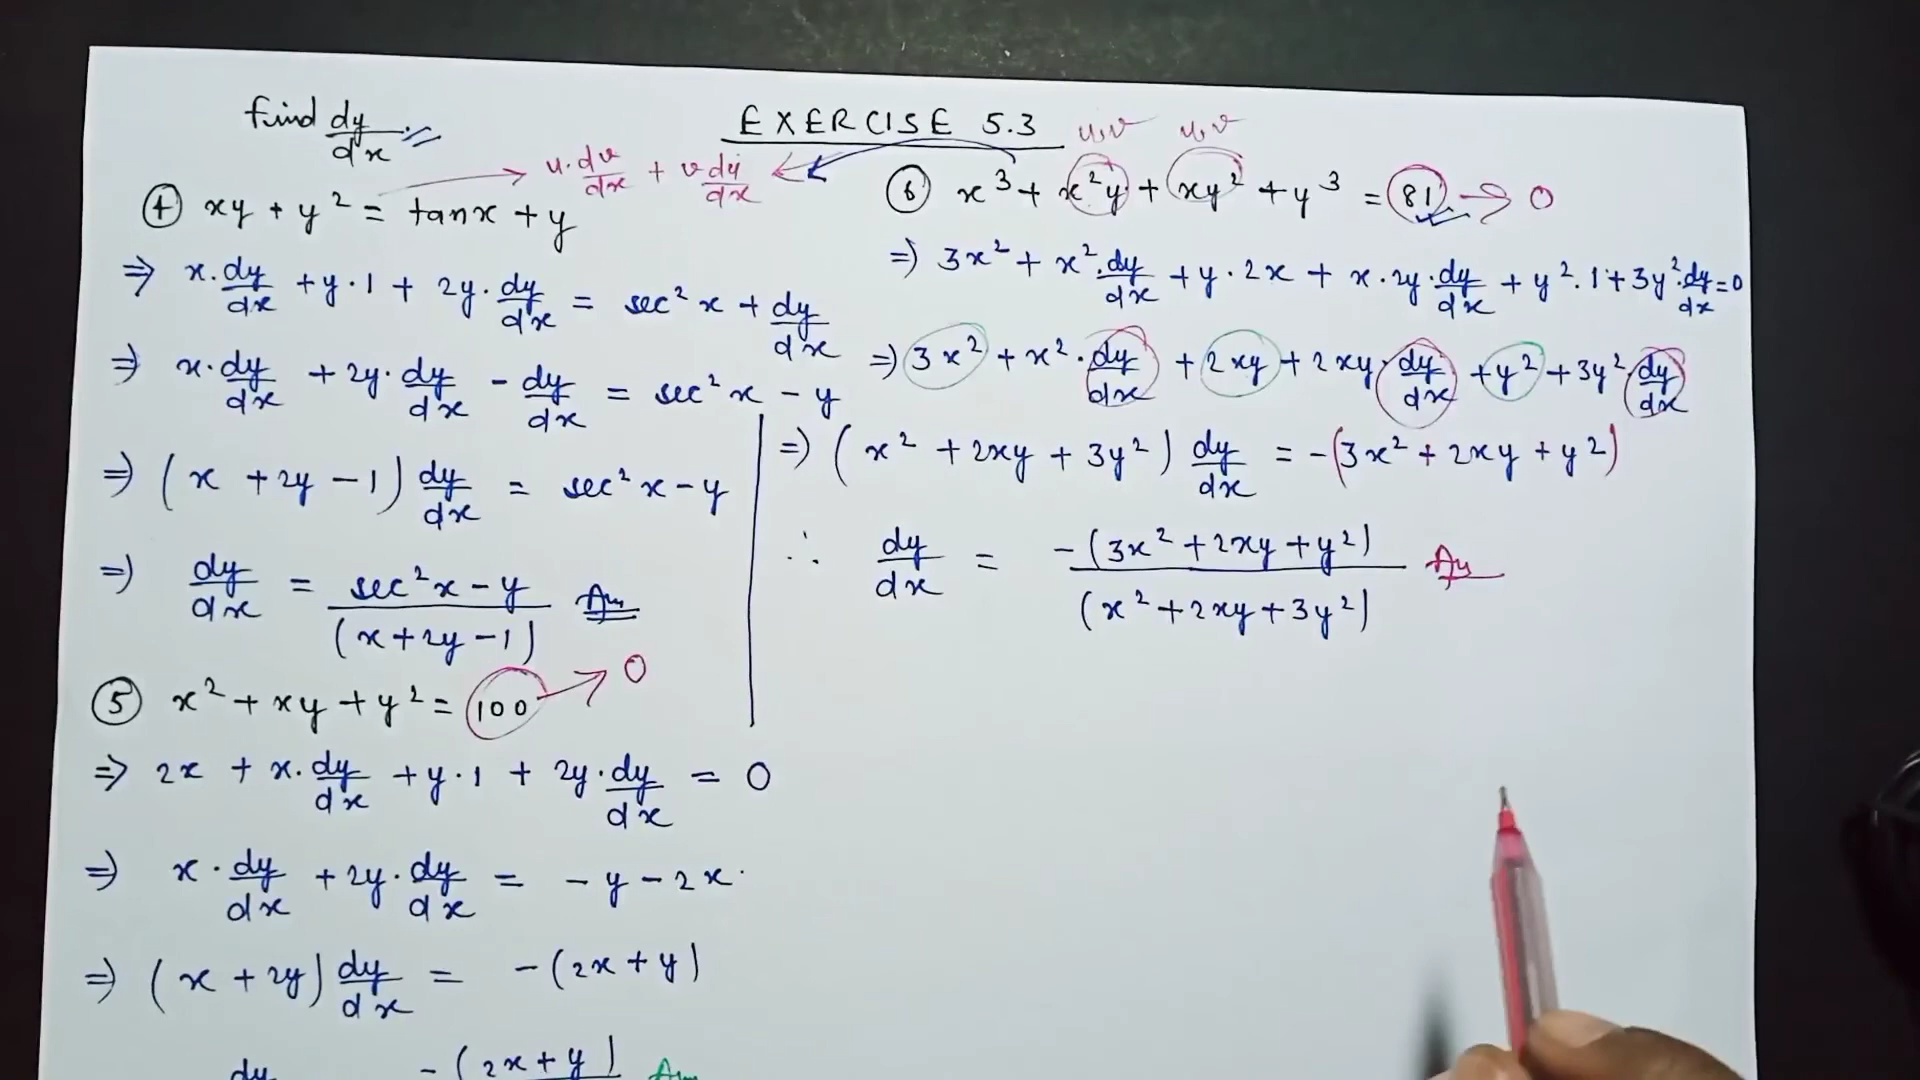 find dy/dx
EXERCISE 5.3
u.dv/dx + v dy/dx
④ xy + y² = tanx + y
⇒ x.dy/dx + y·1 + 2y·dy/dx = sec²x + dy/dx
⇒ x·dy/dx + 2y·dy/dx - dy/dx = sec²x - y
⇒ (x + 2y - 1) dy/dx = sec²x - y
⇒ dy/dx = sec²x - y / (x + 2y - 1) Ans
⑤ x² + xy + y² = 100 → 0
⇒ 2x + x.dy/dx + y·1 + 2y·dy/dx = 0
⇒ x·dy/dx + 2y·dy/dx = -y - 2x·
⇒ (x + 2y) dy/dx = -(2x + y)
dy -(2x + y) Ans
u,v u,v
⑥ x³ + x²y + xy² + y³ = 81 → 0
⇒ 3x² + x².dy/dx + y·2x + x·2y·dy/dx + y².1 + 3y².dy/dx = 0
⇒ 3x² + x²·dy/dx + 2xy + 2xy·dy/dx + y² + 3y².dy/dx
⇒ (x² + 2xy + 3y²) dy/dx = -(3x² + 2xy + y²)
∴ dy/dx = -(3x² + 2xy + y²) / (x² + 2xy + 3y²) Ans